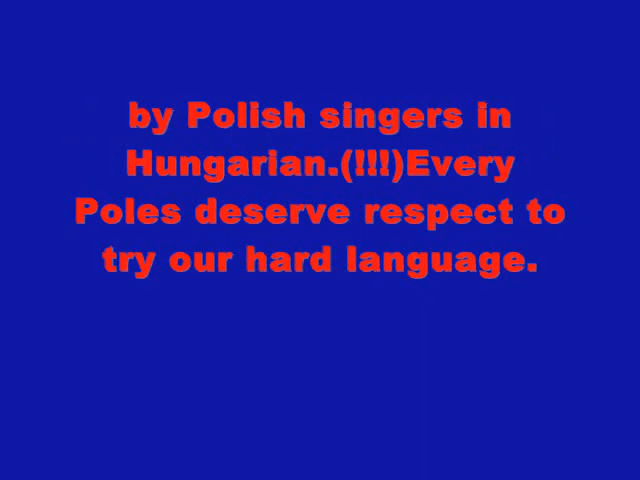 by Polish singers in
Hungarian.(!!!)Every
Poles deserve respect to
try our hard language.